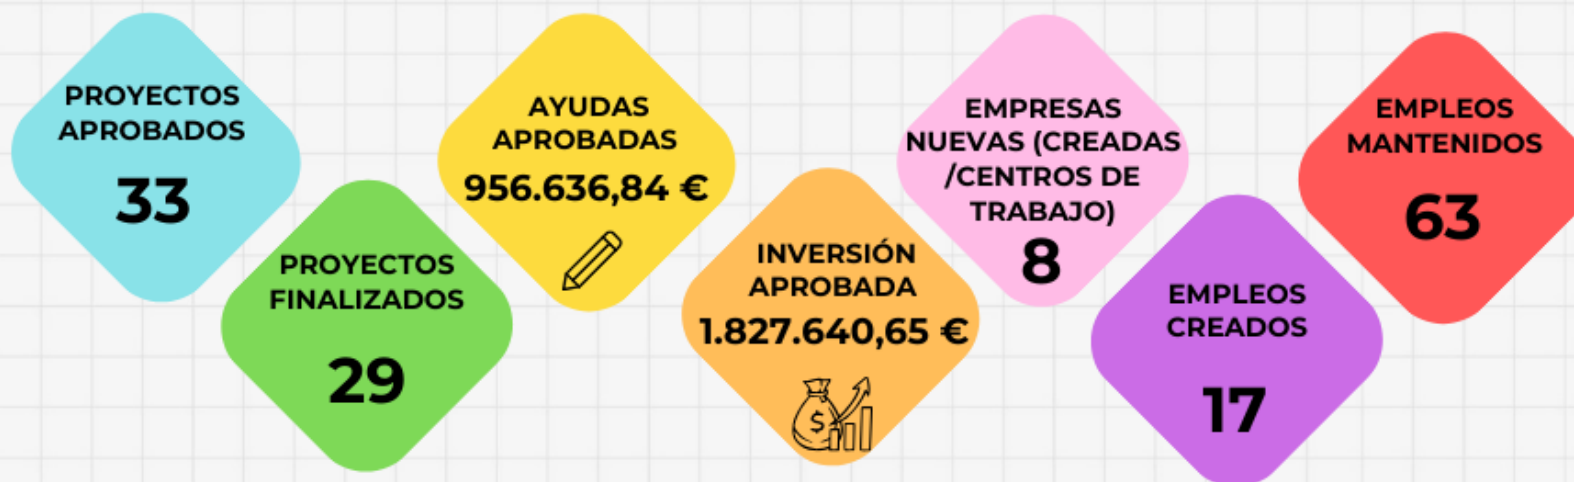 PROYECTOS
APROBADOS
33
PROYECTOS
FINALIZADOS
29
AYUDAS
APROBADAS
956.636,84 €
INVERSIÓN
APROBADA
1.827.640,65 €
$
EMPRESAS
NUEVAS (CREADAS
/CENTROS DE
TRABAJO)
8
EMPLEOS
CREADOS
17
EMPLEOS
MANTENIDOS
63